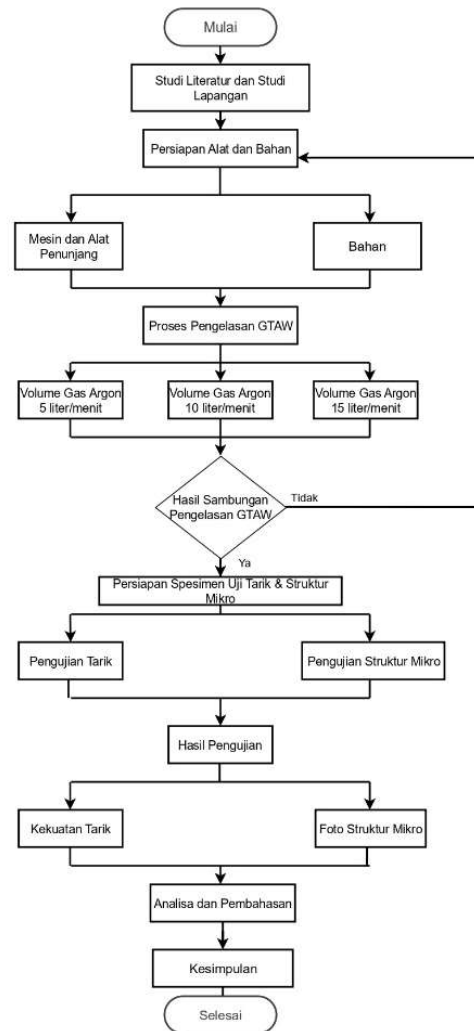 Mulai
Studi Literatur dan Studi
Lapangan
Persiapan Alat dan Bahan
Mesin dan Alat
Penunjang
Bahan
Proses Pengelasan GTAW
Volume Gas Argon
5 liter/menit
Volume Gas Argon
10 liter/menit
Volume Gas Argon
15 liter/menit
Hasil Sambungan
Pengelasan GTAW
Tidak
Ya
Persiapan Spesimen Uji Tarik & Struktur
Mikro
Pengujian Tarik
Pengujian Struktur Mikro
Hasil Pengujian
Kekuatan Tarik
Foto Struktur Mikro
Analisa dan Pembahasan
Kesimpulan
Selesai